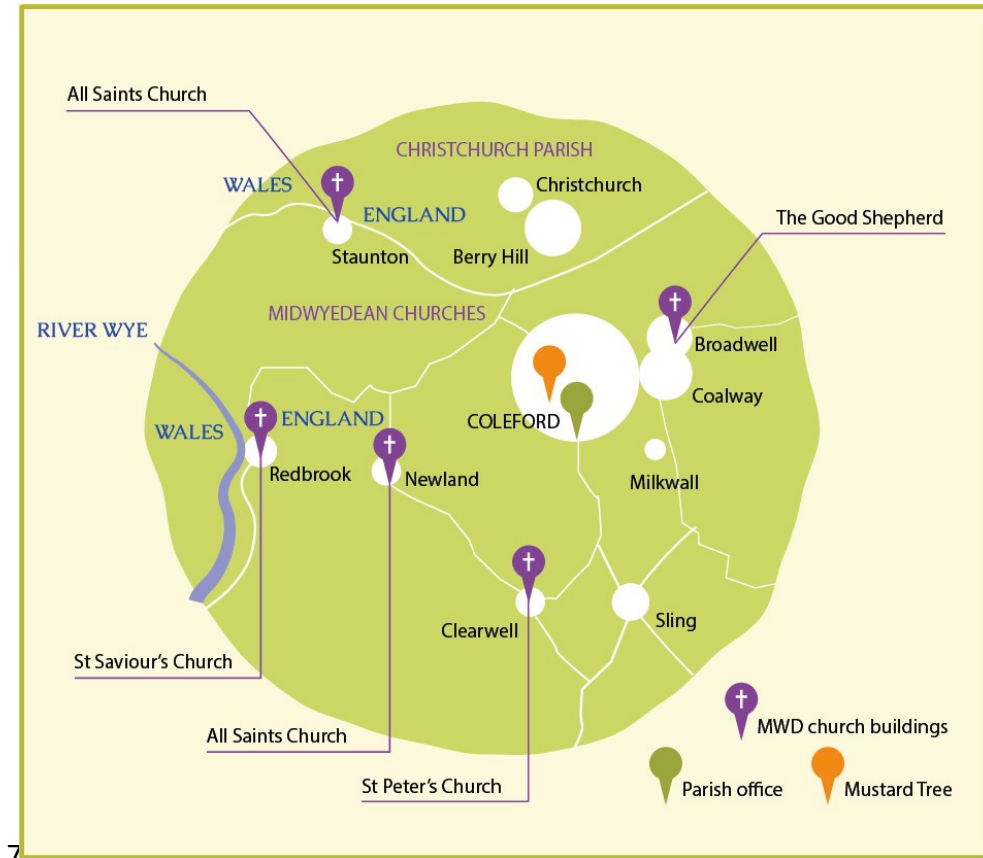 All Saints Church
CHRISTCHURCH PARISH
WALES
Christchurch
ENGLAND
The Good Shepherd
Staunton
Berry Hill
MIDWYEDEAN CHURCHES
RIVER WYE
Broadwell
Coalway
ENGLAND
COLEFORD
WALES
Redbrook
Newland
Milkwall
Clearwell
Sling
St Saviour's Church
All Saints Church
MWD church buildings
St Peter's Church
Parish office
Mustard Tree
7